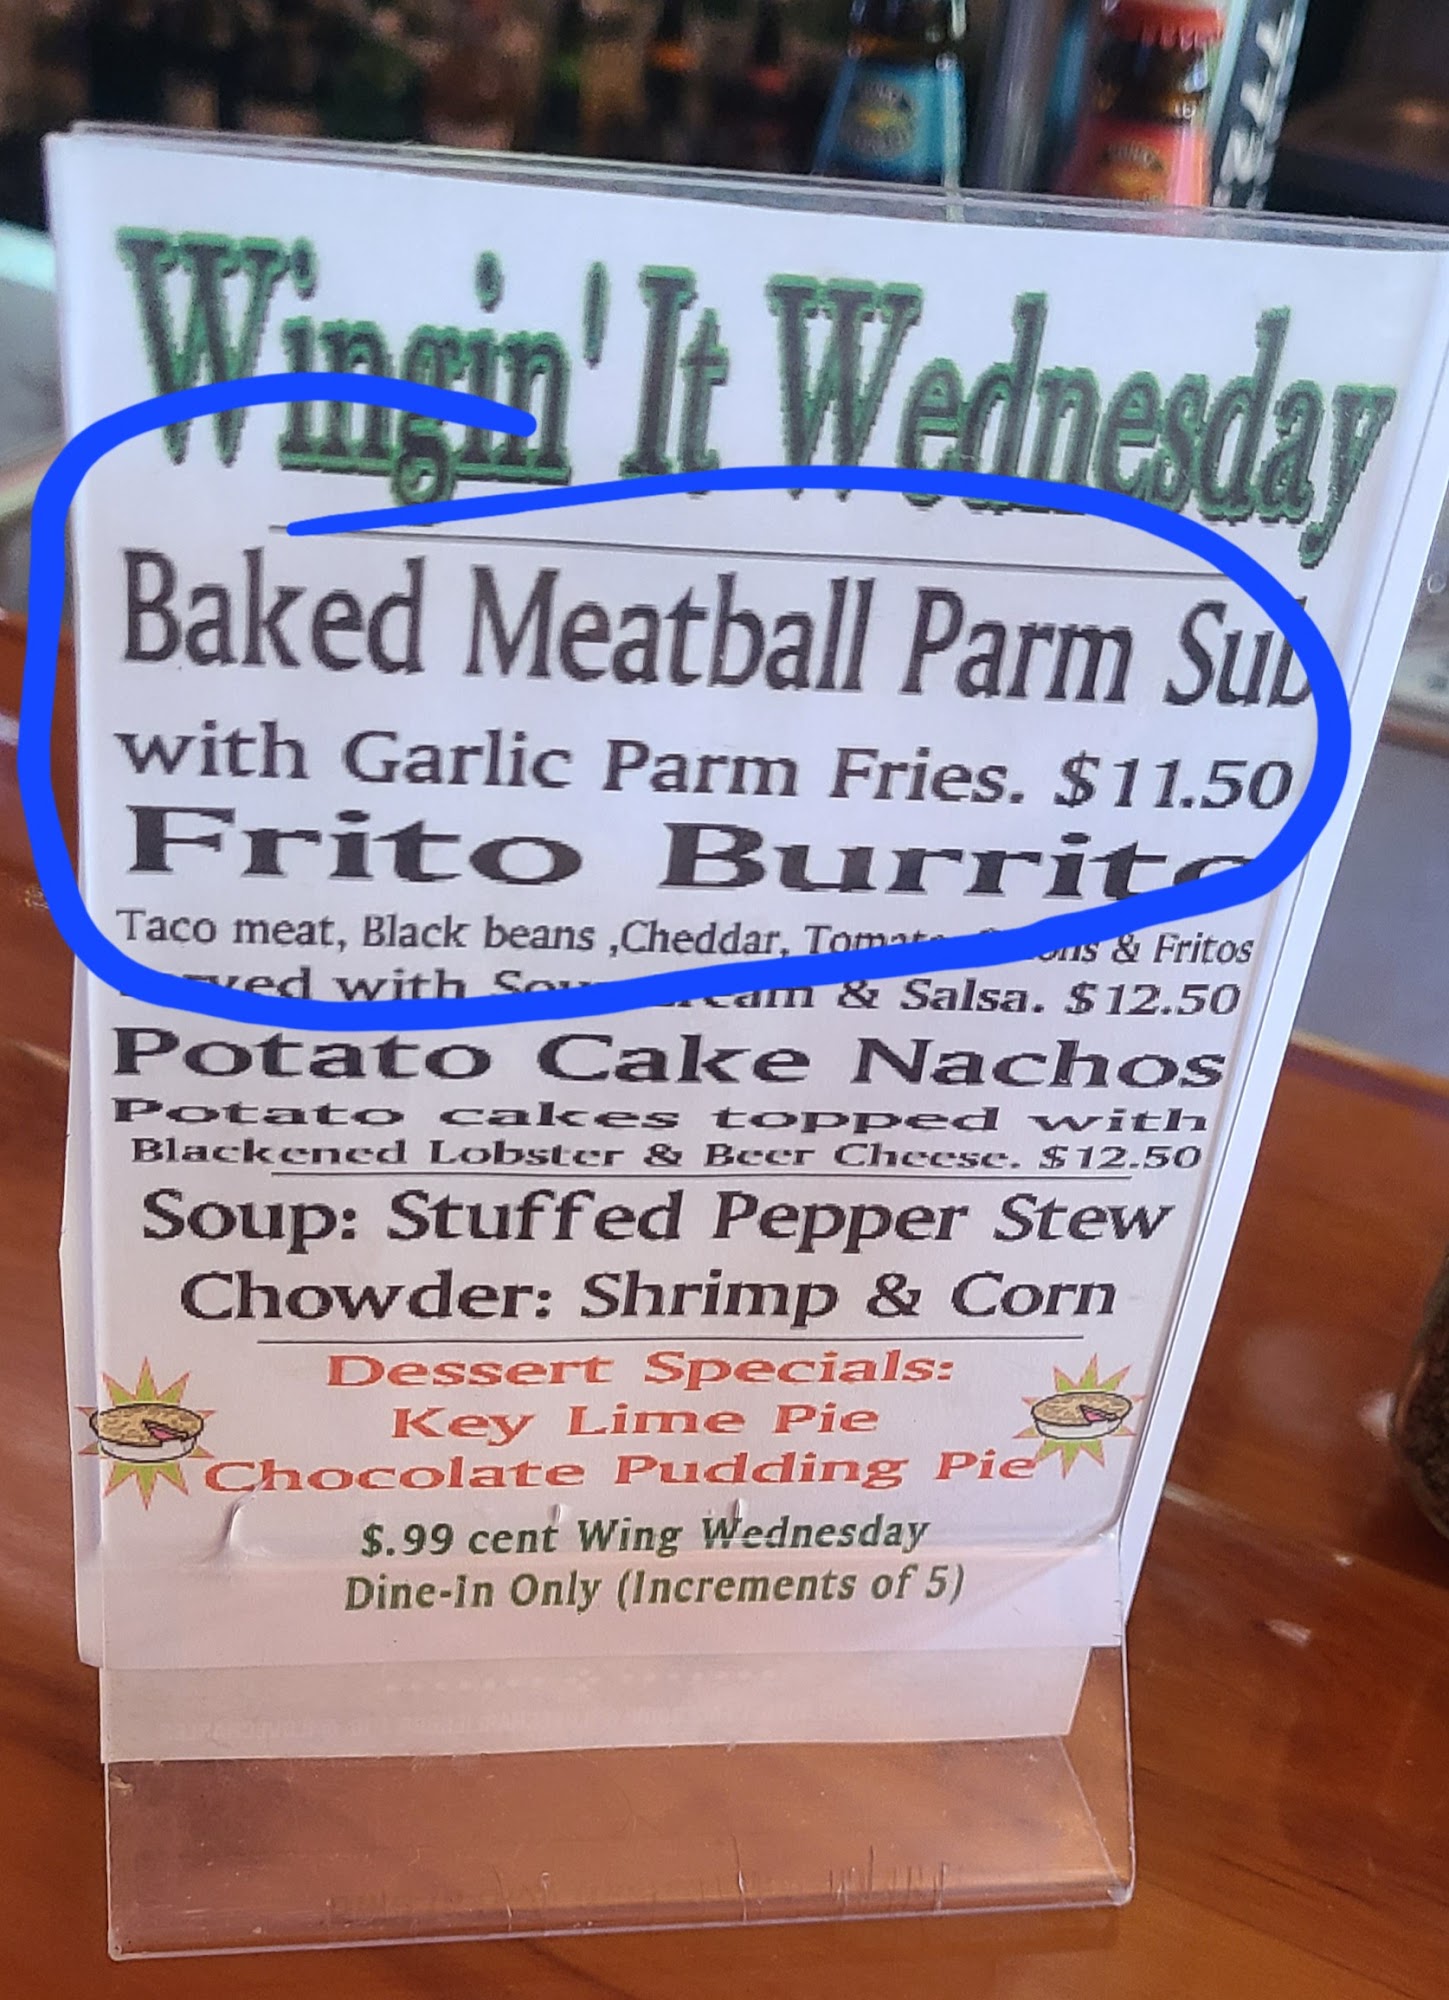 Wingin' It Wednesday
Baked Meatball Parm Sub
with Garlic Parm Fries. $11.50
Frito Burrito
Taco meat, Black beans ,Cheddar, & Fritos
with & Salsa. $12.50
Potato Cake Nachos
Potato cakes topped with
Blackened Lobster & Beer Cheese. $12.50
Soup: Stuffed Pepper Stew
Chowder: Shrimp & Corn
Dessert Specials:
Key Lime Pie
Chocolate Pudding Pie
$.99 cent Wing Wednesday
Dine-In Only (Increments of 5)